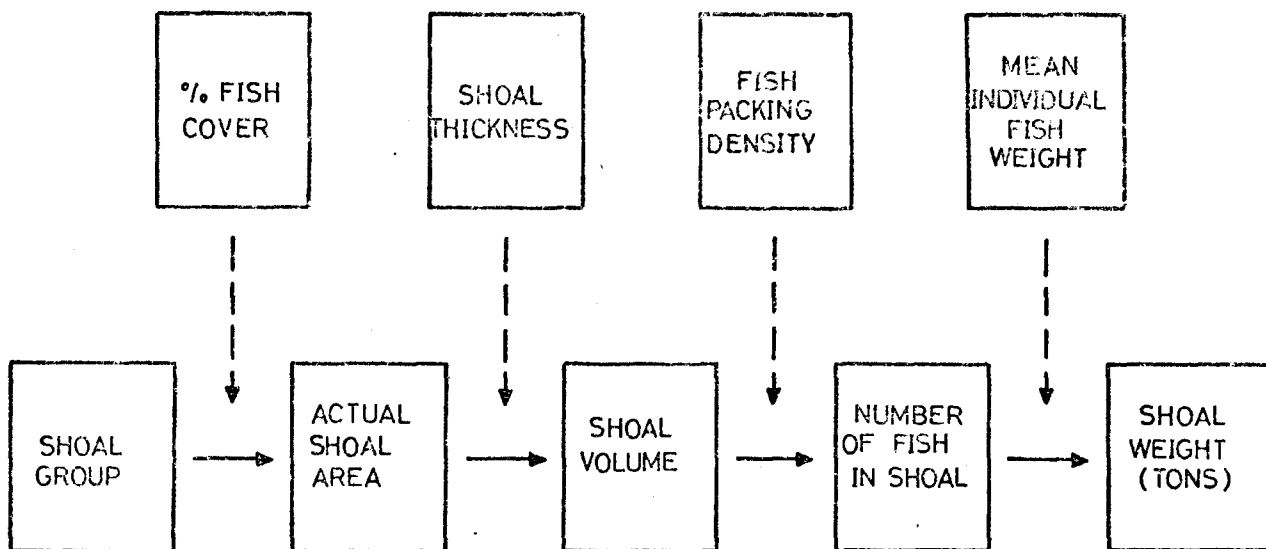 % FISH
COVER
SHOAL
THICKNESS
FISH
PACKING
DENSITY
MEAN
INDIVIDUAL
FISH
WEIGHT
SHOAL
GROUP
ACTUAL
SHOAL
AREA
SHOAL
VOLUME
NUMBER
OF FISH
IN SHOAL
SHOAL
WEIGHT
(TONS)